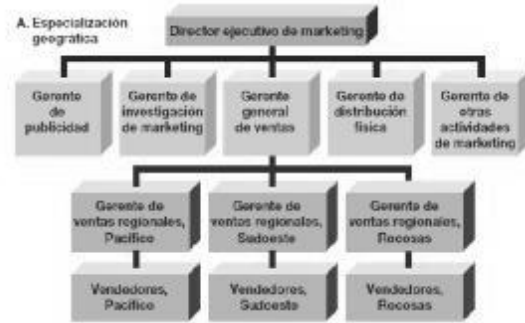 A. Especialización
geográfica
Director ejecutivo de marketing
Gerente
de
publicidad
Gerente de
investigación
de marketing
Gerente
general
de ventas
Gerente de
distribución
física
Gerente de
otras
actividades
de marketing
Gerente de
ventas regionales,
Pacífico
Gerente de
ventas regionales,
Sudoeste
Gerente de
ventas regionales,
Rocosas
Vendedores,
Pacífico
Vendedores,
Sudoeste
Vendedores,
Rocosas